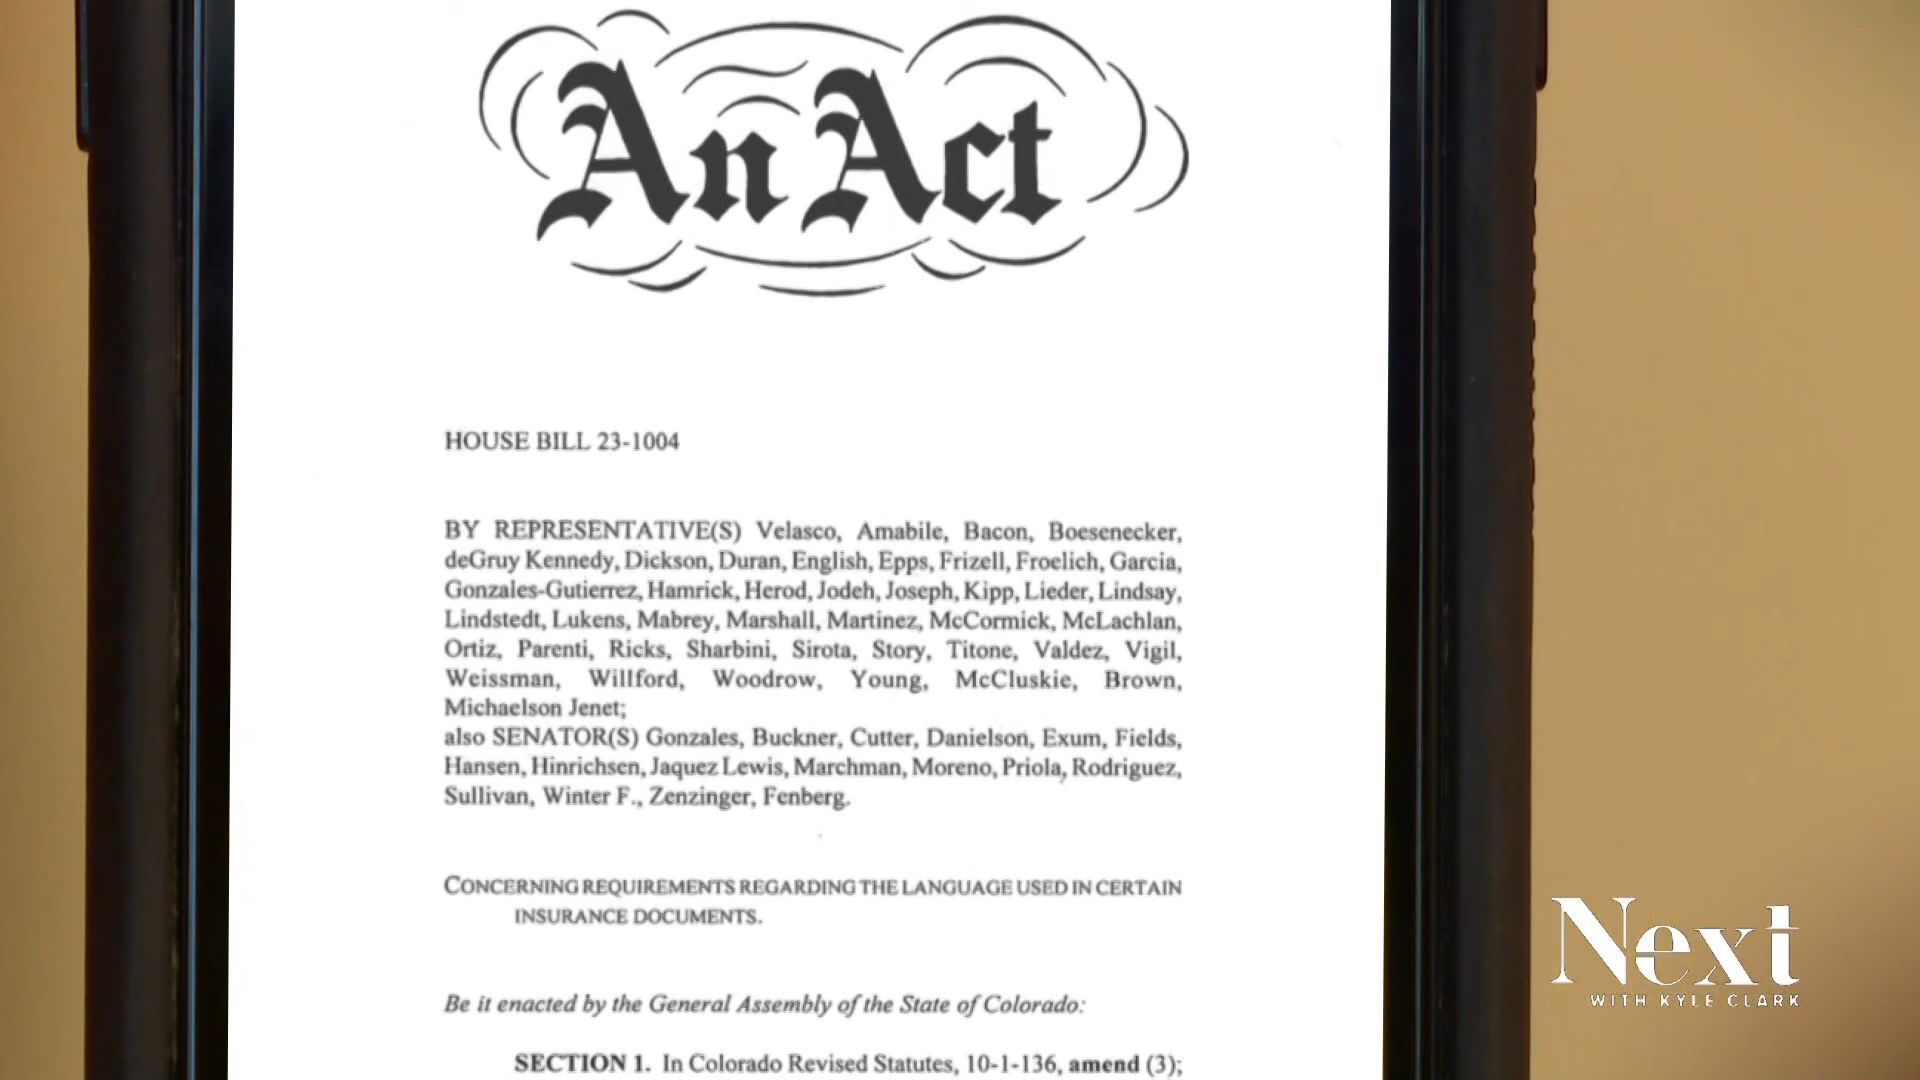 An Act
HOUSE BILL 23-1004
BY REPRESENTATIVE(S) Velasco, Amabile, Bacon, Boesenecker,
deGruy Kennedy, Dickson, Duran, English, Epps, Frizell, Froelich, Garcia,
Gonzales-Gutierrez, Hamrick, Herod, Jodeh, Joseph, Kipp, Lieder, Lindsay,
Lindstedt, Lukens, Mabrey, Marshall, Martinez, McCormick, McLachlan,
Ortiz, Parenti, Ricks, Sharbini, Sirota, Story, Titone, Valdez, Vigil,
Weissman, Willford, Woodrow, Young, McCluskie, Brown,
Michaelson Jenet;
also SENATOR(S) Gonzales, Buckner, Cutter, Danielson, Exum, Fields,
Hansen, Hinrichsen, Jaquez Lewis, Marchman, Moreno, Priola, Rodriguez,
Sullivan, Winter F., Zenzinger, Fenberg.
CONCERNING REQUIREMENTS REGARDING THE LANGUAGE USED IN CERTAIN
INSURANCE DOCUMENTS.
Be it enacted by the General Assembly of the State of Colorado:
SECTION 1. In Colorado Revised Statutes, 10-1-136, amend (3);
Next
WITH KYLE CLARK